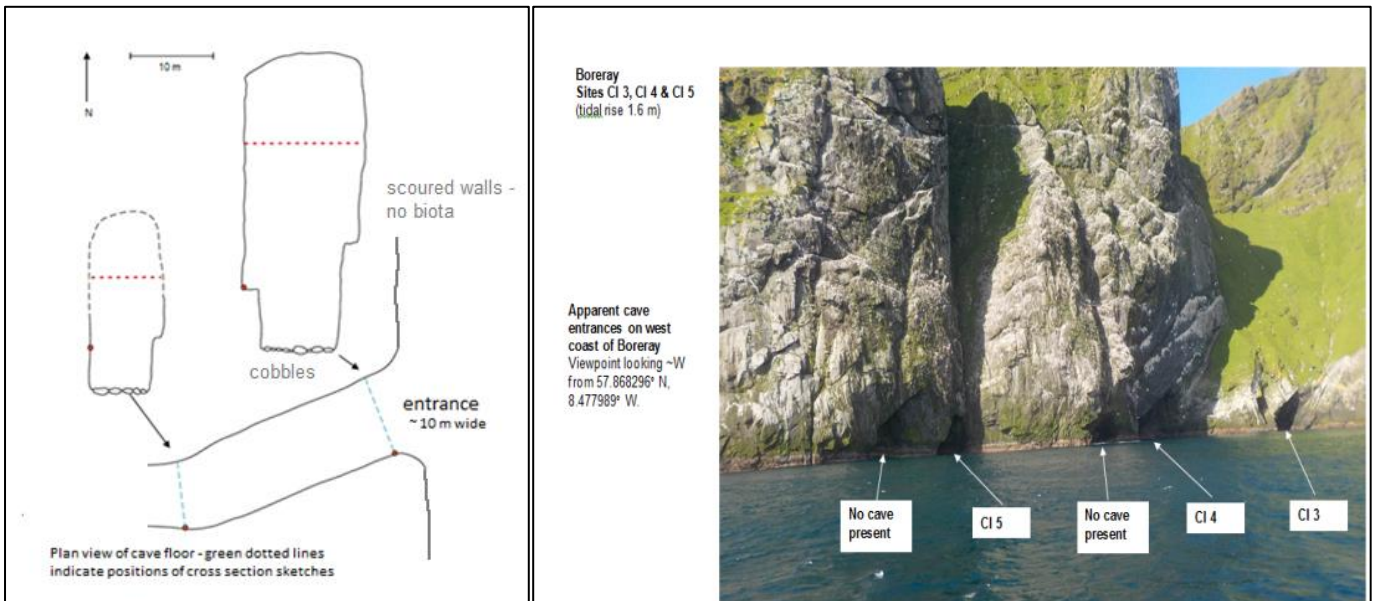 10 m
N
scoured walls -
no biota
cobbles
entrance
~ 10 m wide
Plan view of cave floor - green dotted lines
indicate positions of cross section sketches
Boreray
Sites CI 3, CI 4 & CI 5
(tidal rise 1.6 m)
Apparent cave
entrances on west
coast of Boreray
Viewpoint looking ~W
from 57.868296° N,
8.477989° W.
No cave
present
CI 5
No cave
present
CI 4
CI 3